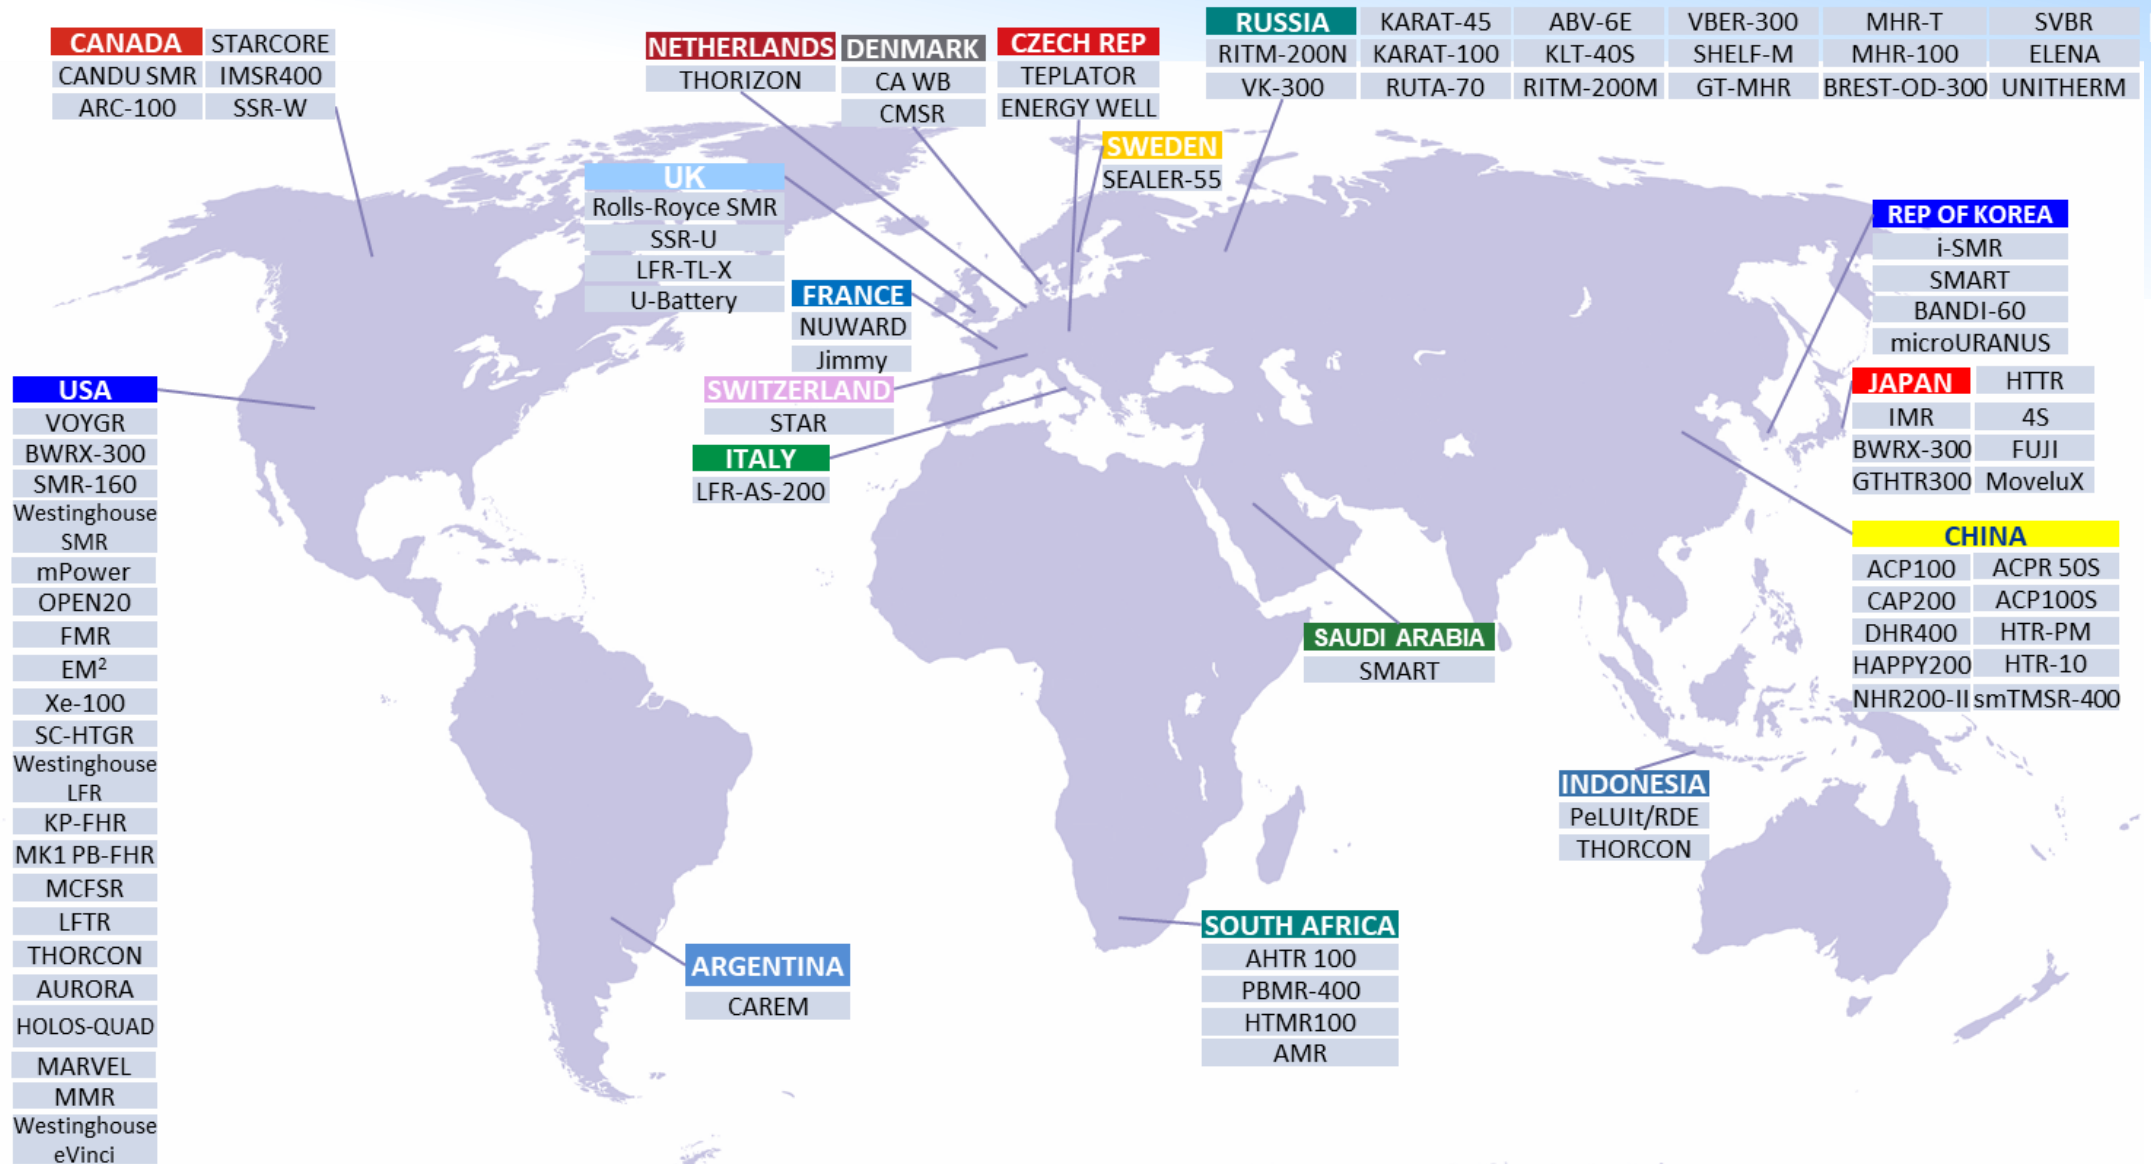 CANADA
STARCORE
CANDU SMR
IMSR400
ARC-100
SSR-W
NETHERLANDS
THORIZON
DENMARK
CA WB
CMSR
CZECH REP
TEPLATOR
ENERGY WELL
RUSSIA
KARAT-45
ABV-6E
VBER-300
MHR-T
SVBR
RITM-200N
KARAT-100
KLT-40S
SHELF-M
MHR-100
ELENA
VK-300
RUTA-70
RITM-200M
GT-MHR
BREST-OD-300
UNITHERM
SWEDEN
SEALER-55
UK
Rolls-Royce SMR
SSR-U
LFR-TL-X
U-Battery
FRANCE
NUWARD
Jimmy
SWITZERLAND
STAR
ITALY
LFR-AS-200
REP OF KOREA
i-SMR
SMART
BANDI-60
microURANUS
JAPAN
HTTR
IMR
4S
BWRX-300
FUJI
GTHTR300
MoveluX
CHINA
ACP100
ACPR 50S
CAP200
ACP100S
DHR400
HTR-PM
HAPPY200
HTR-10
NHR200-II
smTMSR-400
USA
VOYGR
BWRX-300
SMR-160
Westinghouse
SMR
mPower
OPEN20
FMR
EM²
Xe-100
SC-HTGR
Westinghouse
LFR
KP-FHR
MK1 PB-FHR
MCFSR
LFTR
THORCON
AURORA
HOLOS-QUAD
MARVEL
MMR
Westinghouse
eVinci
SAUDI ARABIA
SMART
INDONESIA
PeLUIt/RDE
THORCON
SOUTH AFRICA
AHTR 100
PBMR-400
HTMR100
AMR
ARGENTINA
CAREM